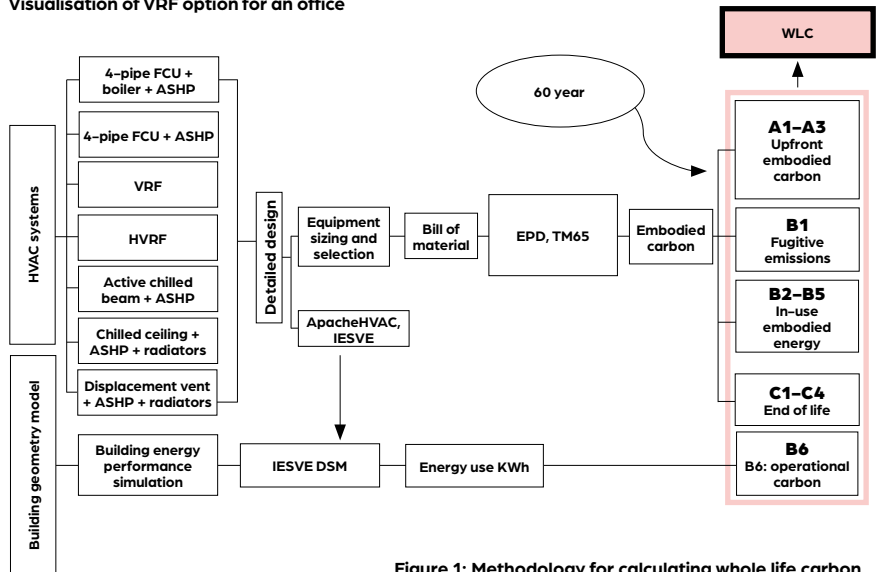 Visualisation of VRF option for an office
WLC
4-pipe FCU +
boiler + ASHP
4-pipe FCU + ASHP
VRF
HVRF
Active chilled
beam + ASHP
Chilled ceiling +
ASHP + radiators
Displacement vent
+ ASHP + radiators
HVAC systems
Building geometry model
Building energy
performance
simulation
Detailed design
Equipment
sizing and
selection
ApacheHVAC,
IESVE
IESVE DSM
Bill of
material
Energy use KWh
EPD, TM65
60 year
Embodied
carbon
A1–A3
Upfront
embodied
carbon
B1
Fugitive
emissions
B2–B5
In-use
embodied
energy
C1–C4
End of life
B6
B6: operational
carbon
Figure 1: Methodology for calculating whole life carbon